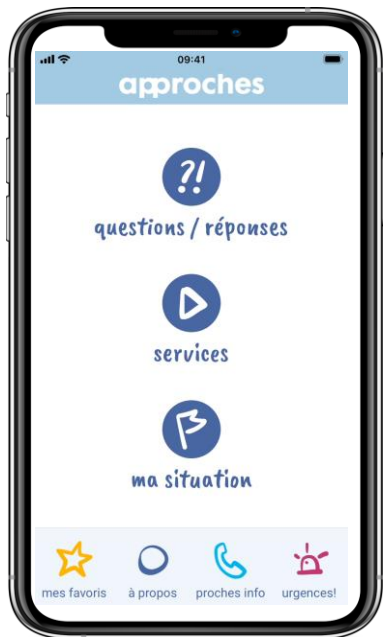 09:41
approches
?!
questions / réponses
services
ma situation
mes favoris à propos proches info urgences!